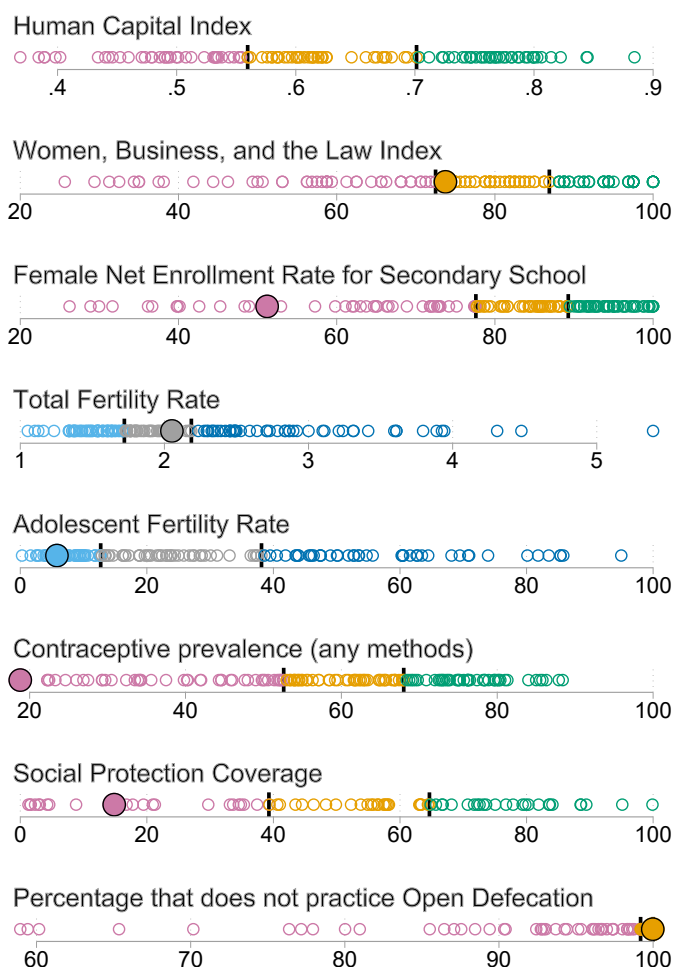 Human Capital Index
.4 .5 .6 .7 .8 .9
Women, Business, and the Law Index
20 40 60 80 100
Female Net Enrollment Rate for Secondary School
20 40 60 80 100
Total Fertility Rate
1 2 3 4 5
Adolescent Fertility Rate
0 20 40 60 80 100
Contraceptive prevalence (any methods)
20 40 60 80 100
Social Protection Coverage
0 20 40 60 80 100
Percentage that does not practice Open Defecation
60 70 80 90 100